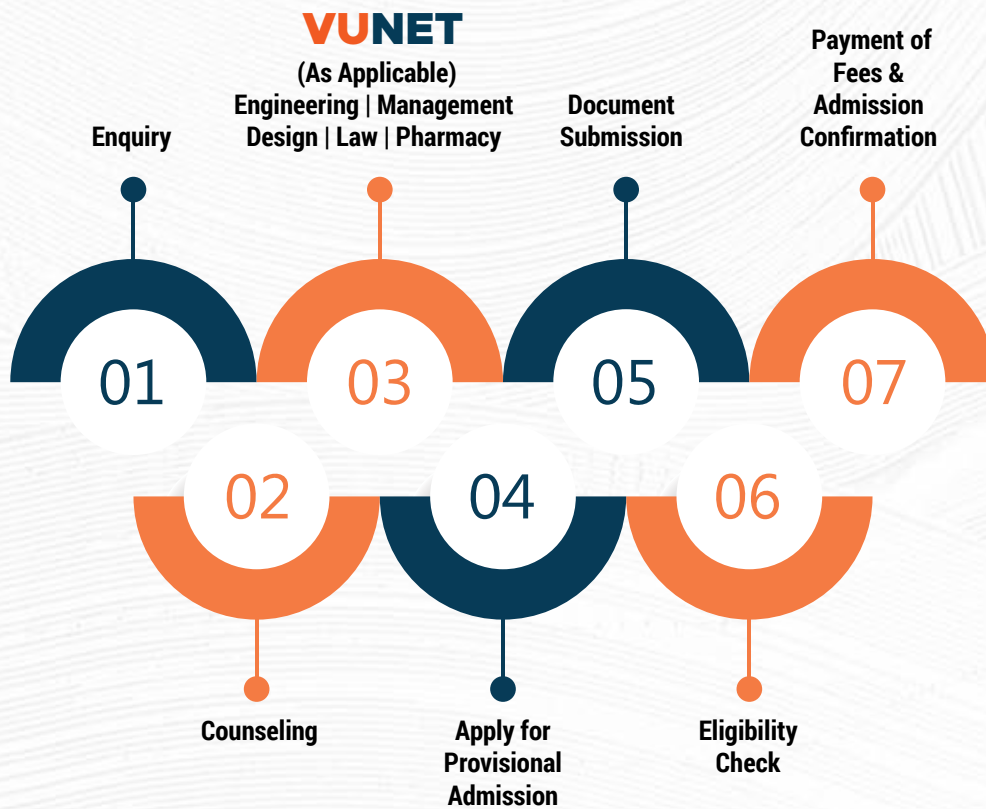 Enquiry
01
Counseling
02
VUNET
(As Applicable)
Engineering | Management
Design | Law | Pharmacy
03
Apply for
Provisional
Admission
04
Document
Submission
05
Eligibility
Check
06
Payment of
Fees &
Admission
Confirmation
07